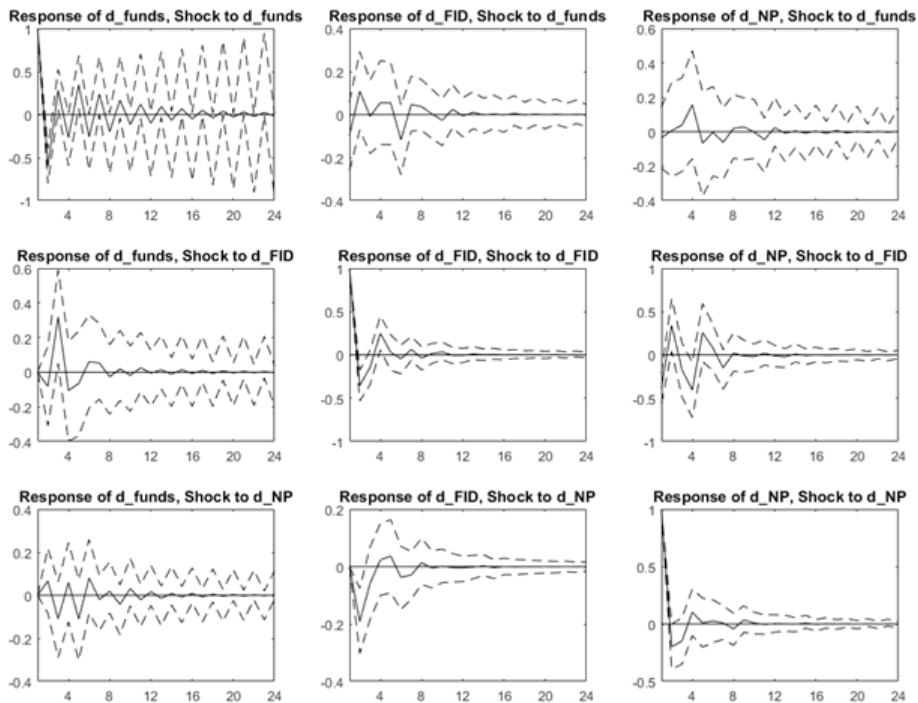 Response of d_funds, Shock to d_funds
1
0.5
0
-0.5
-1
4 8 12 16 20 24
Response of d_FID, Shock to d_funds
0.4
0.2
0
-0.2
-0.4
4 8 12 16 20 24
Response of d_NP, Shock to d_funds
0.6
0.4
0.2
0
-0.2
-0.4
4 8 12 16 20 24
Response of d_funds, Shock to d_FID
0.6
0.4
0.2
0
-0.2
-0.4
4 8 12 16 20 24
Response of d_FID, Shock to d_FID
1
0.5
0
-0.5
-1
4 8 12 16 20 24
Response of d_NP, Shock to d_FID
1
0.5
0
-0.5
-1
4 8 12 16 20 24
Response of d_funds, Shock to d_NP
0.4
0.2
0
-0.2
-0.4
4 8 12 16 20 24
Response of d_FID, Shock to d_NP
0.2
0
-0.2
-0.4
4 8 12 16 20 24
Response of d_NP, Shock to d_NP
1
0.5
0
-0.5
4 8 12 16 20 24